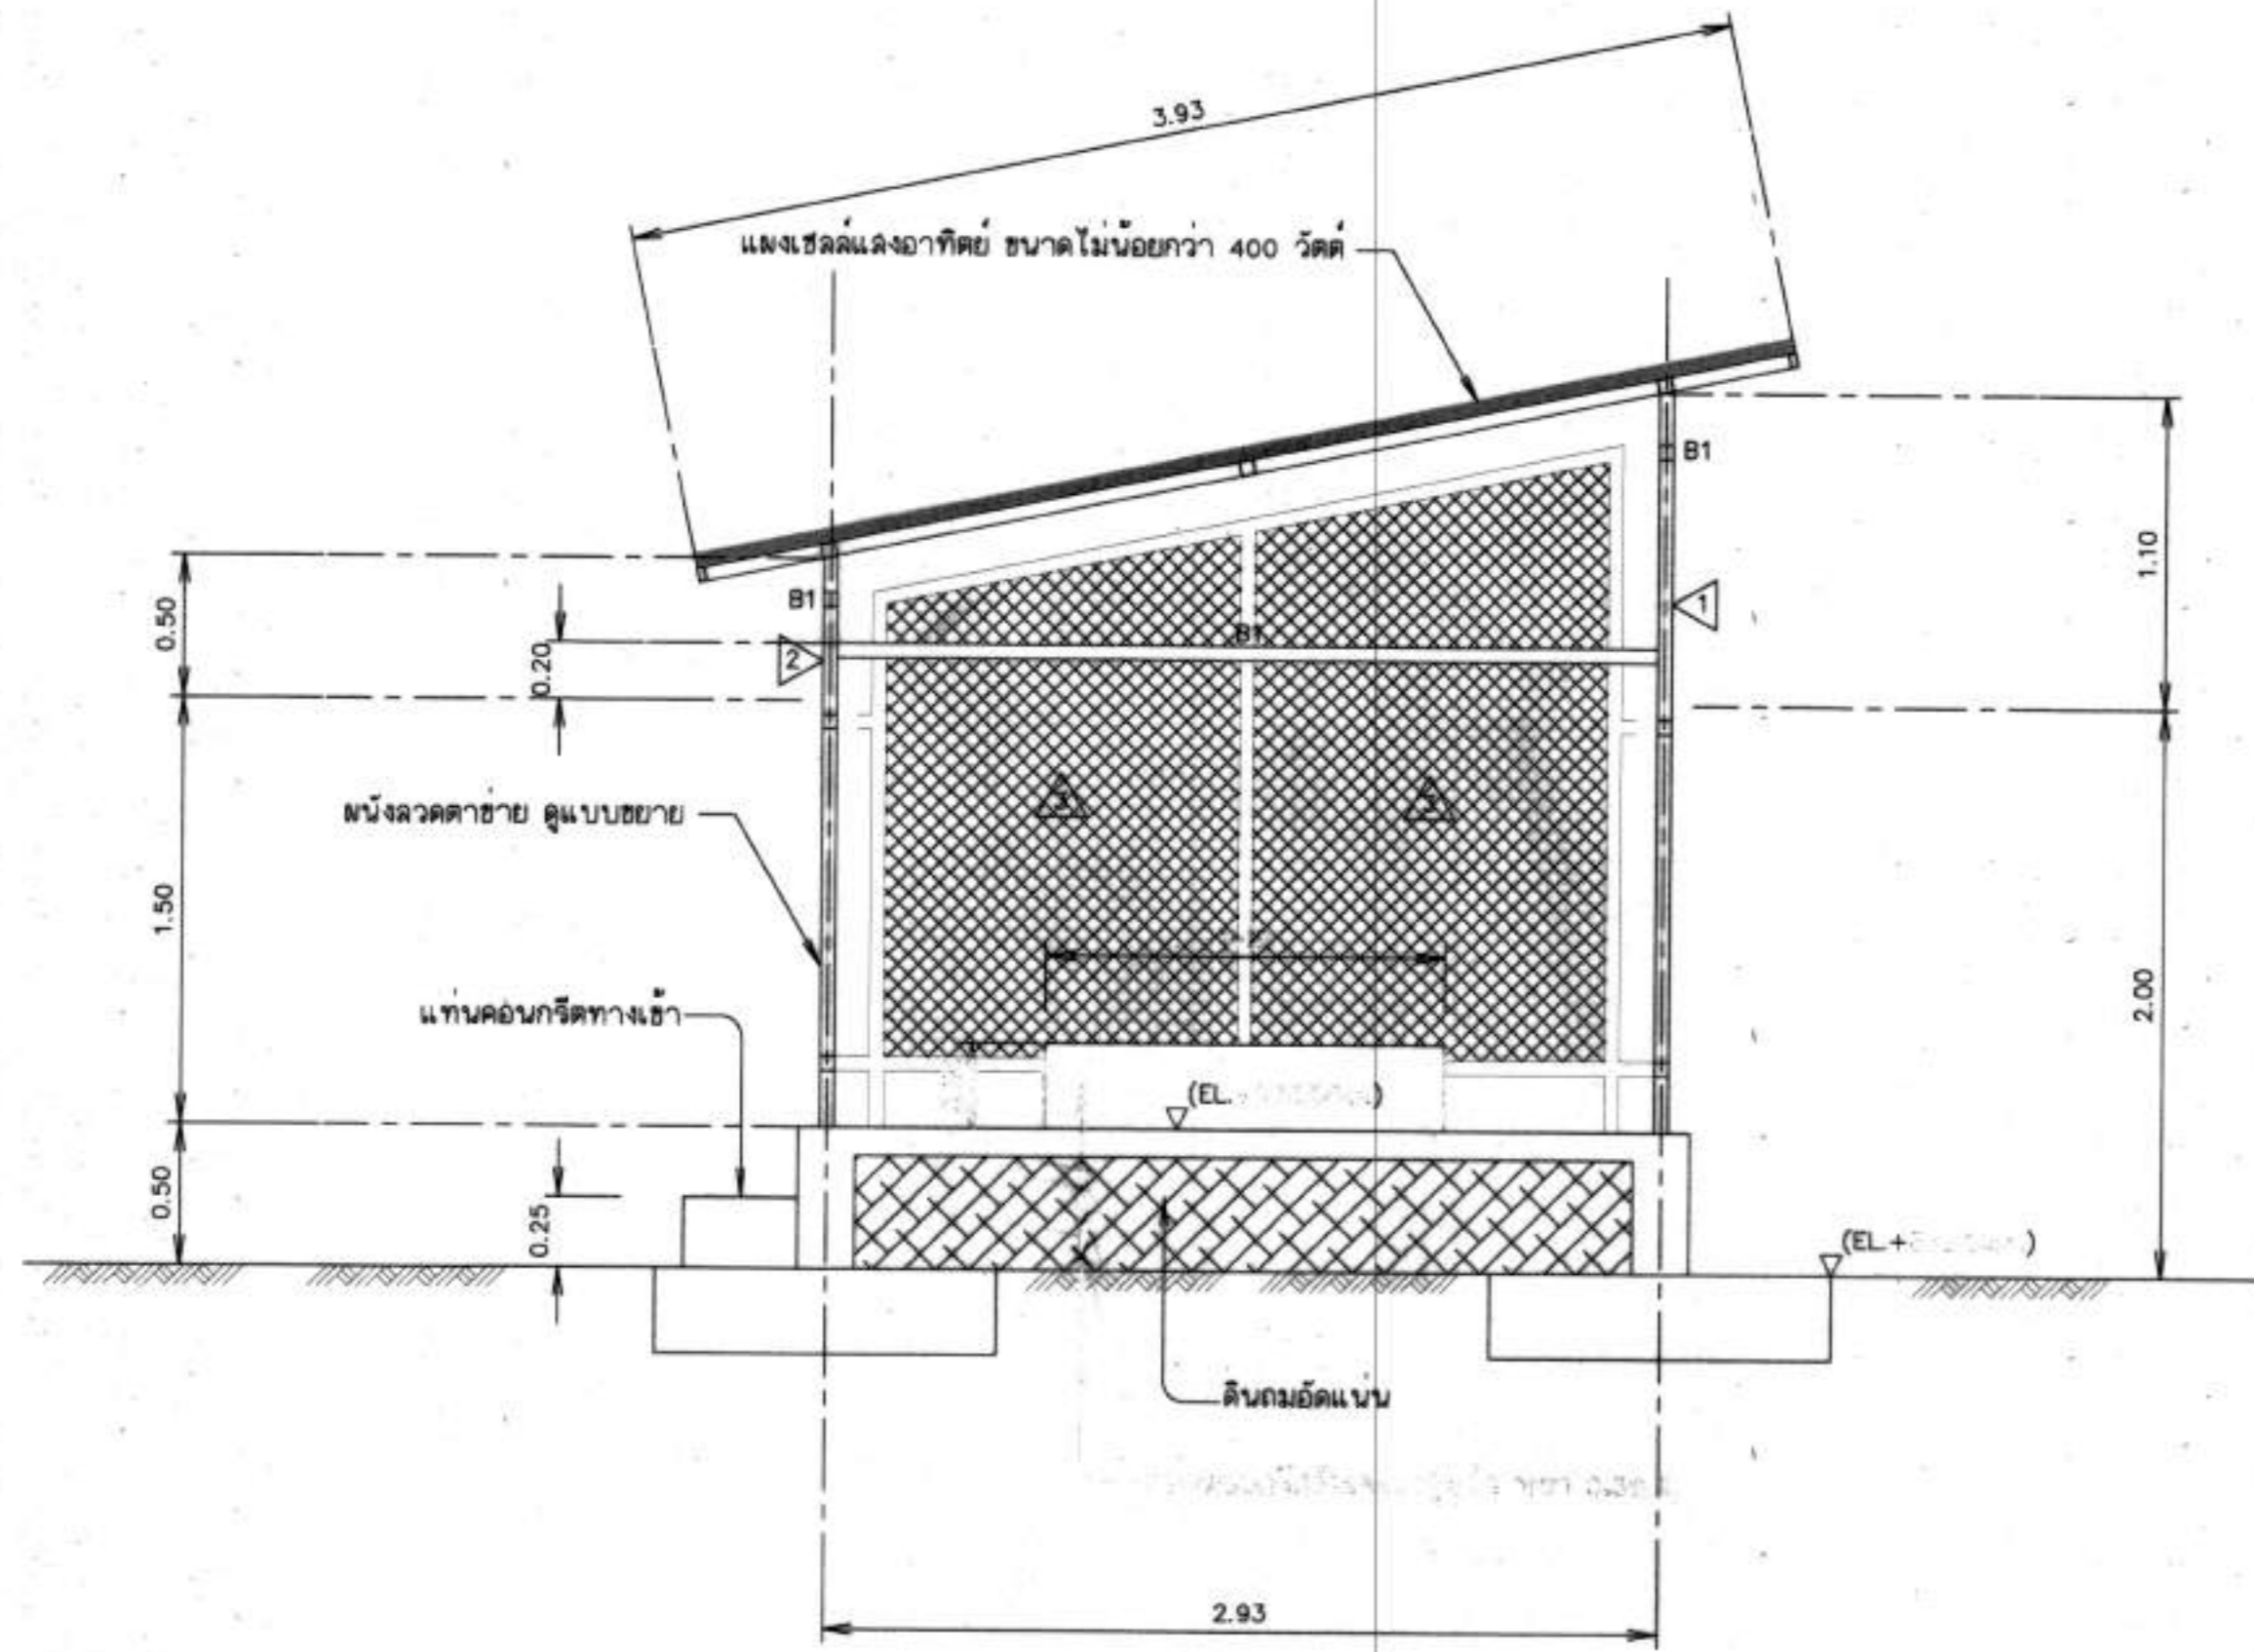 3.93
แผงเซลล์แสงอาทิตย์ ขนาดไม่น้อยกว่า 400 วัตต์
B1
1.10
0.50
B1
1
0.20
2
B1
ผนังลวดตาข่าย ดูแบบขยาย
3
3
1.50
2.00
แท่นคอนกรีตทางเข้า
(EL.
0.50
0.25
(EL.+
ดินถมอัดแน่น
2.93